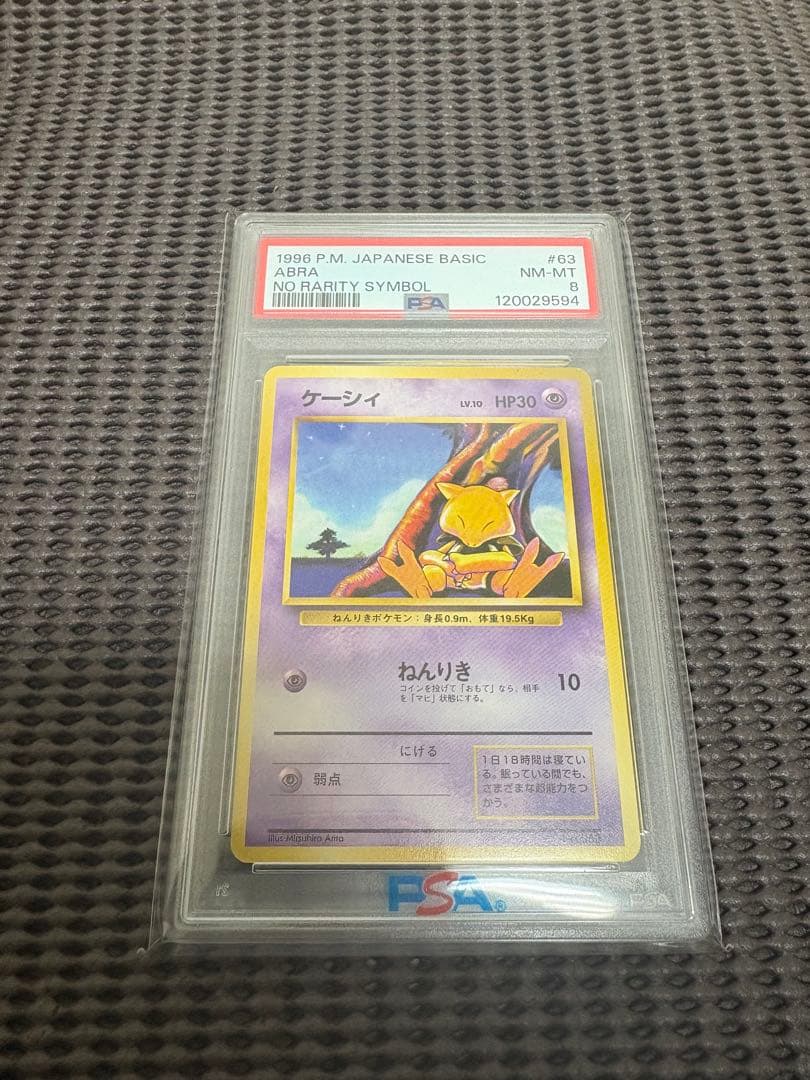 1996 P.M. JAPANESE BASIC #63
ABRA NM-MT
NO RARITY SYMBOL 8
PSA 120029594
ケーシィ LV.10 HP30
ねんりきポケモン:身長0.9m、体重19.5Kg
ねんりき 10
コインを投げて「おもて」なら、相手
を「マヒ」状態にする。
にげる
弱点
1日18時間は寝てい
る。眠っている間でも、
さまざまな超能力をつ
かう。
Illus.Mitsuhiro Arita
PSA®
PSA